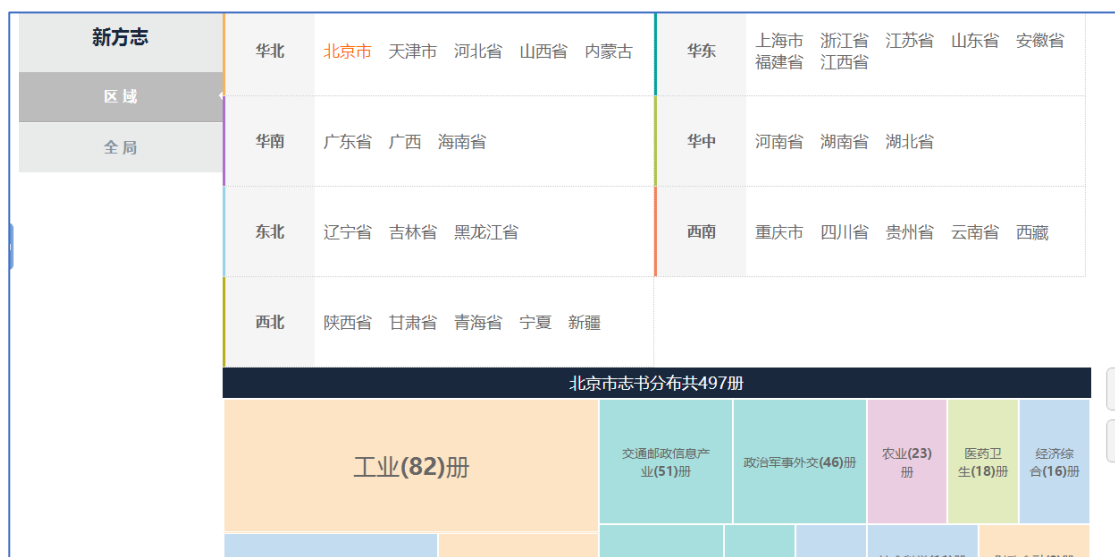 新方志
区域
全局
华北
北京市 天津市 河北省 山西省 内蒙古
华东
上海市 浙江省 江苏省 山东省 安徽省
福建省 江西省
华南
广东省 广西 海南省
华中
河南省 湖南省 湖北省
东北
辽宁省 吉林省 黑龙江省
西南
重庆市 四川省 贵州省 云南省 西藏
西北
陕西省 甘肃省 青海省 宁夏 新疆
北京市志书分布共497册
工业(82)册
交通邮政信息产
业(51)册
政治军事外交(46)册
农业(23)
册
医药卫
生(18)册
经济综
合(16)册